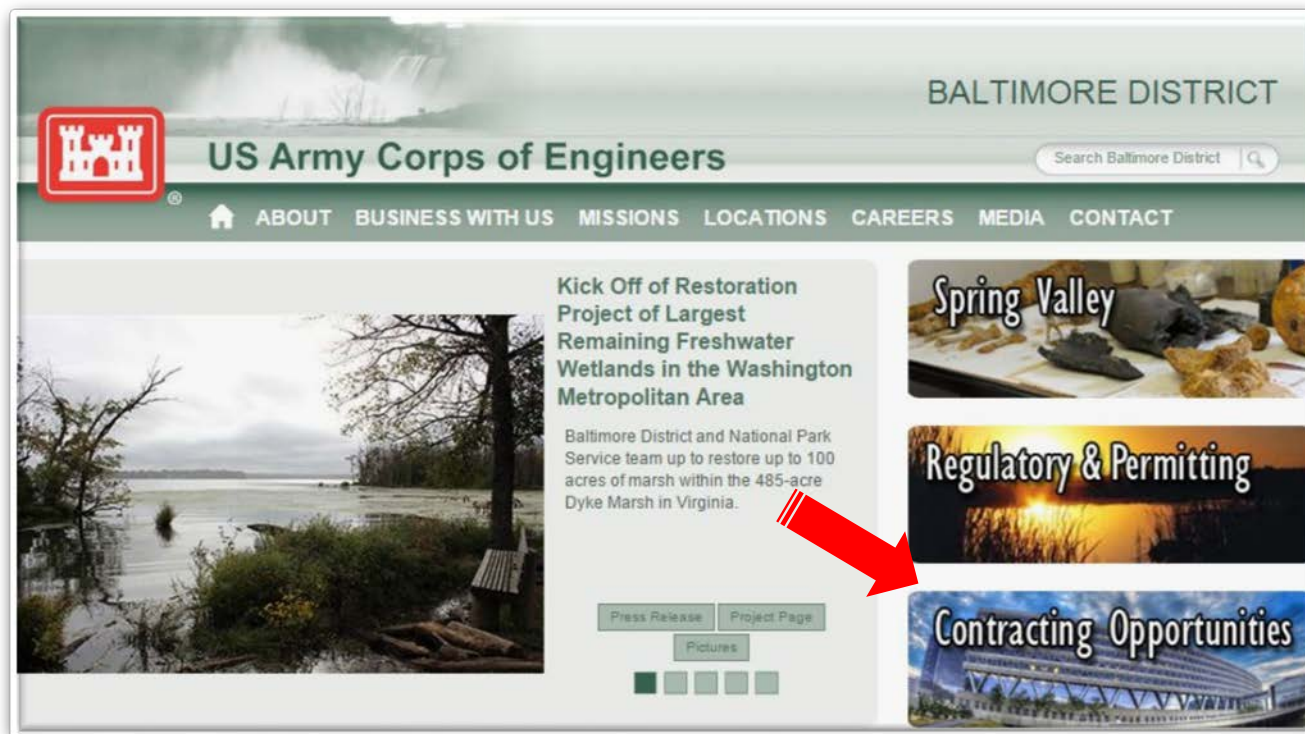 BALTIMORE DISTRICT
US Army Corps of Engineers
®
Search Baltimore District
ABOUT BUSINESS WITH US MISSIONS LOCATIONS CAREERS MEDIA CONTACT
Kick Off of Restoration
Project of Largest
Remaining Freshwater
Wetlands in the Washington
Metropolitan Area
Baltimore District and National Park
Service team up to restore up to 100
acres of marsh within the 485-acre
Dyke Marsh in Virginia.
Press Release Project Page
Pictures
Spring Valley
Regulatory & Permitting
Contracting Opportunities